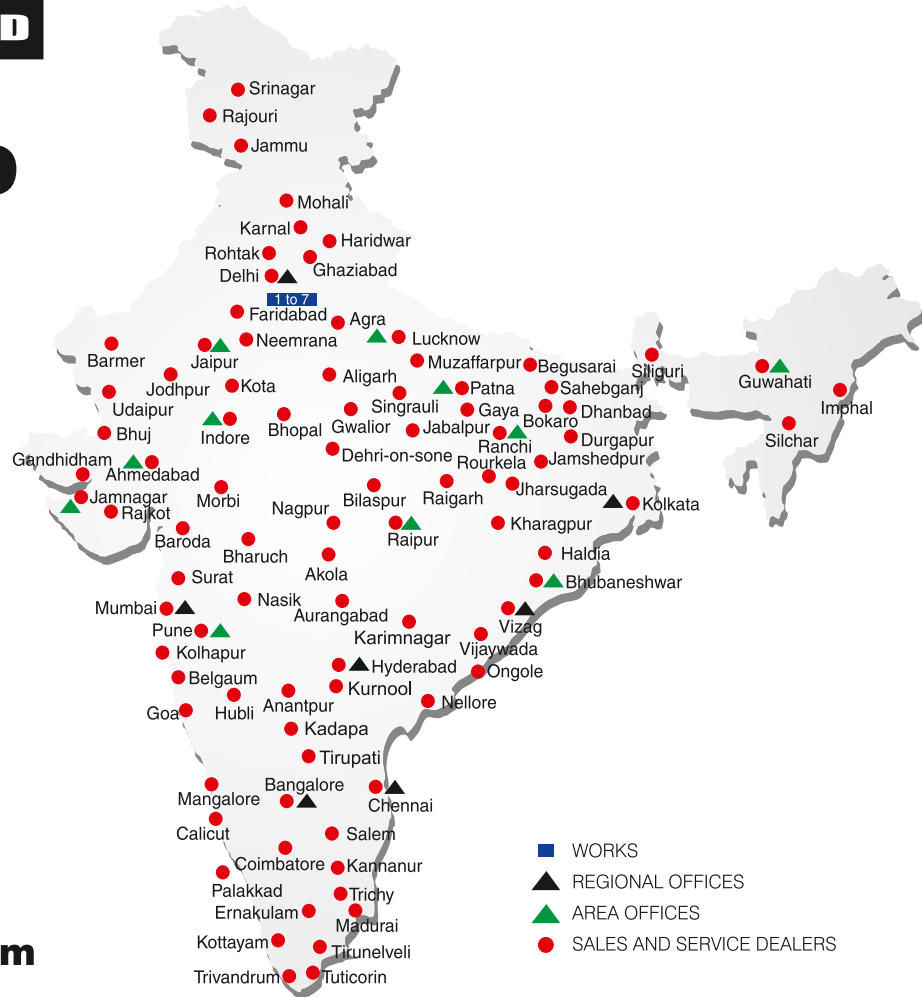 D
Srinagar
Rajouri
Jammu
Mohali
Karnal
Haridwar
Rohtak
Ghaziabad
Delhi
1 to 7
Faridabad
Agra
Neemrana
Lucknow
Barmer
Jaipur
Muzaffarpur
Begusarai
Siliguri
Guwahati
Jodhpur
Kota
Aligarh
Patna
Sahebganj
Imphal
Udaipur
Singrauli
Gaya
Bokaro
Dhanbad
Indore
Bhopal
Gwalior
Jabalpur
Ranchi
Durgapur
Silchar
Bhuj
Dehri-on-sone
Rourkela
Jamshedpur
Gandhidham
Ahmedabad
Jamnagar
Morbi
Bilaspur
Raigarh
Jharsugada
Kolkata
Rajkot
Nagpur
Raipur
Kharagpur
Baroda
Bharuch
Akola
Haldia
Surat
Bhubaneshwar
Nasik
Aurangabad
Mumbai
Karimnagar
Vizag
Pune
Vijaywada
Kolhapur
Hyderabad
Ongole
Belgaum
Kurnool
Goa
Hubli
Anantpur
Nellore
Kadapa
Tirupati
Mangalore
Bangalore
Chennai
Calicut
Salem
Coimbatore
Kannanur
Palakkad
Trichy
Ernakulam
Madurai
Kottayam
Tirunelveli
Trivandrum
Tuticorin
WORKS
REGIONAL OFFICES
AREA OFFICES
SALES AND SERVICE DEALERS
m